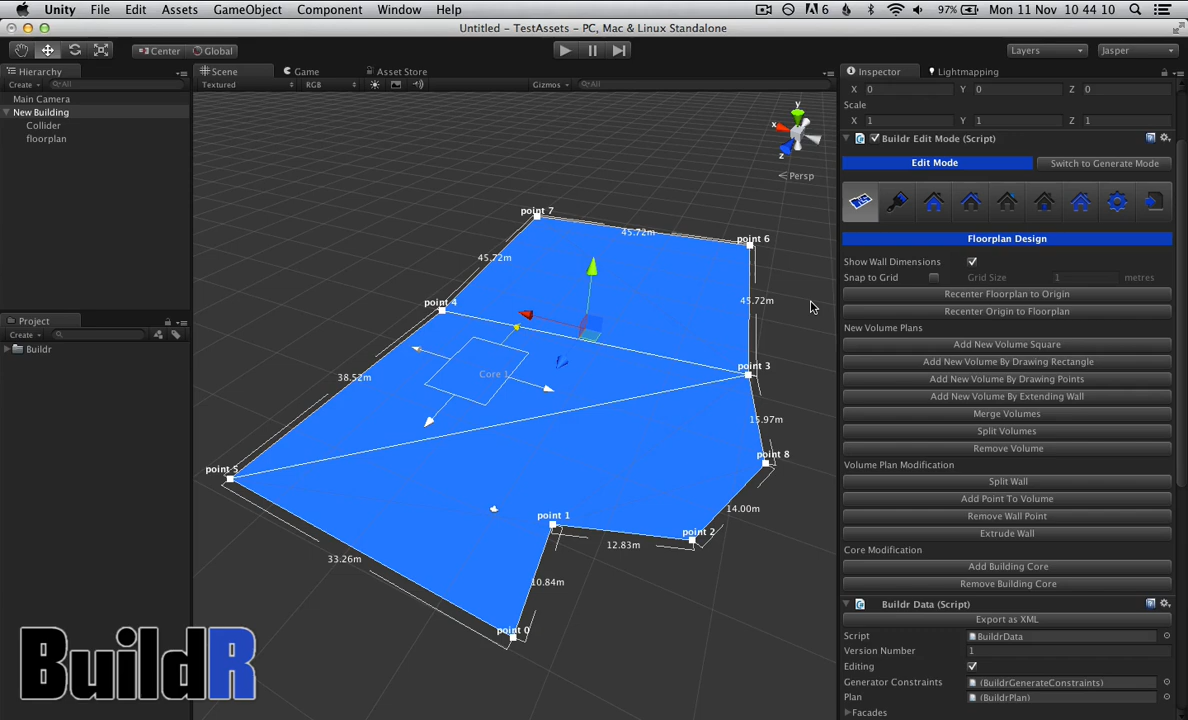 Unity File Edit Assets GameObject Component Window Help 6 97% Mon 11 Nov 10 44 10
Untitled - TestAssets - PC, Mac & Linux Standalone
Center Global Layers Jasper
Hierarchy Scene Game Asset Store Inspector Lightmapping
Create All Textured RGB Gizmos All
X 0 Y 0 Z 0
Main Camera
Scale
New Building
X 1 Y 1 Z 1
Collider
floorplan
Buildr Edit Mode (Script)
Edit Mode Switch to Generate Mode
y
x
z
Persp
point 7
45.72m
point 6
45.72m
45.72m
point 4
38.52m
Core 1
point 3
15.97m
point 5
point 8
14.00m
point 1
point 2
12.83m
33.26m
10.84m
point 0
Floorplan Design
Show Wall Dimensions
Snap to Grid Grid Size 1 metres
Recenter Floorplan to Origin
Recenter Origin to Floorplan
New Volume Plans
Add New Volume Square
Add New Volume By Drawing Rectangle
Add New Volume By Drawing Points
Add New Volume By Extending Wall
Merge Volumes
Split Volumes
Remove Volume
Volume Plan Modification
Split Wall
Add Point To Volume
Remove Wall Point
Extrude Wall
Core Modification
Add Building Core
Remove Building Core
Buildr Data (Script)
Export as XML
Script BuildrData
Version Number 1
Editing
Generator Constraints (BuildrGenerateConstraints)
Plan (BuildrPlan)
Facades
Project
Create
Buildr
BuildR